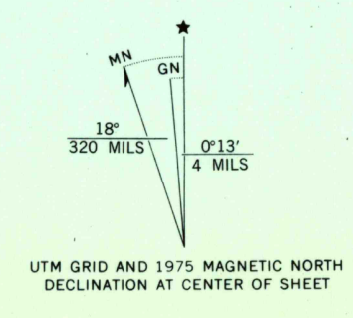 MN
GN
18°
320 MILS
0°13′
4 MILS
UTM GRID AND 1975 MAGNETIC NORTH
DECLINATION AT CENTER OF SHEET